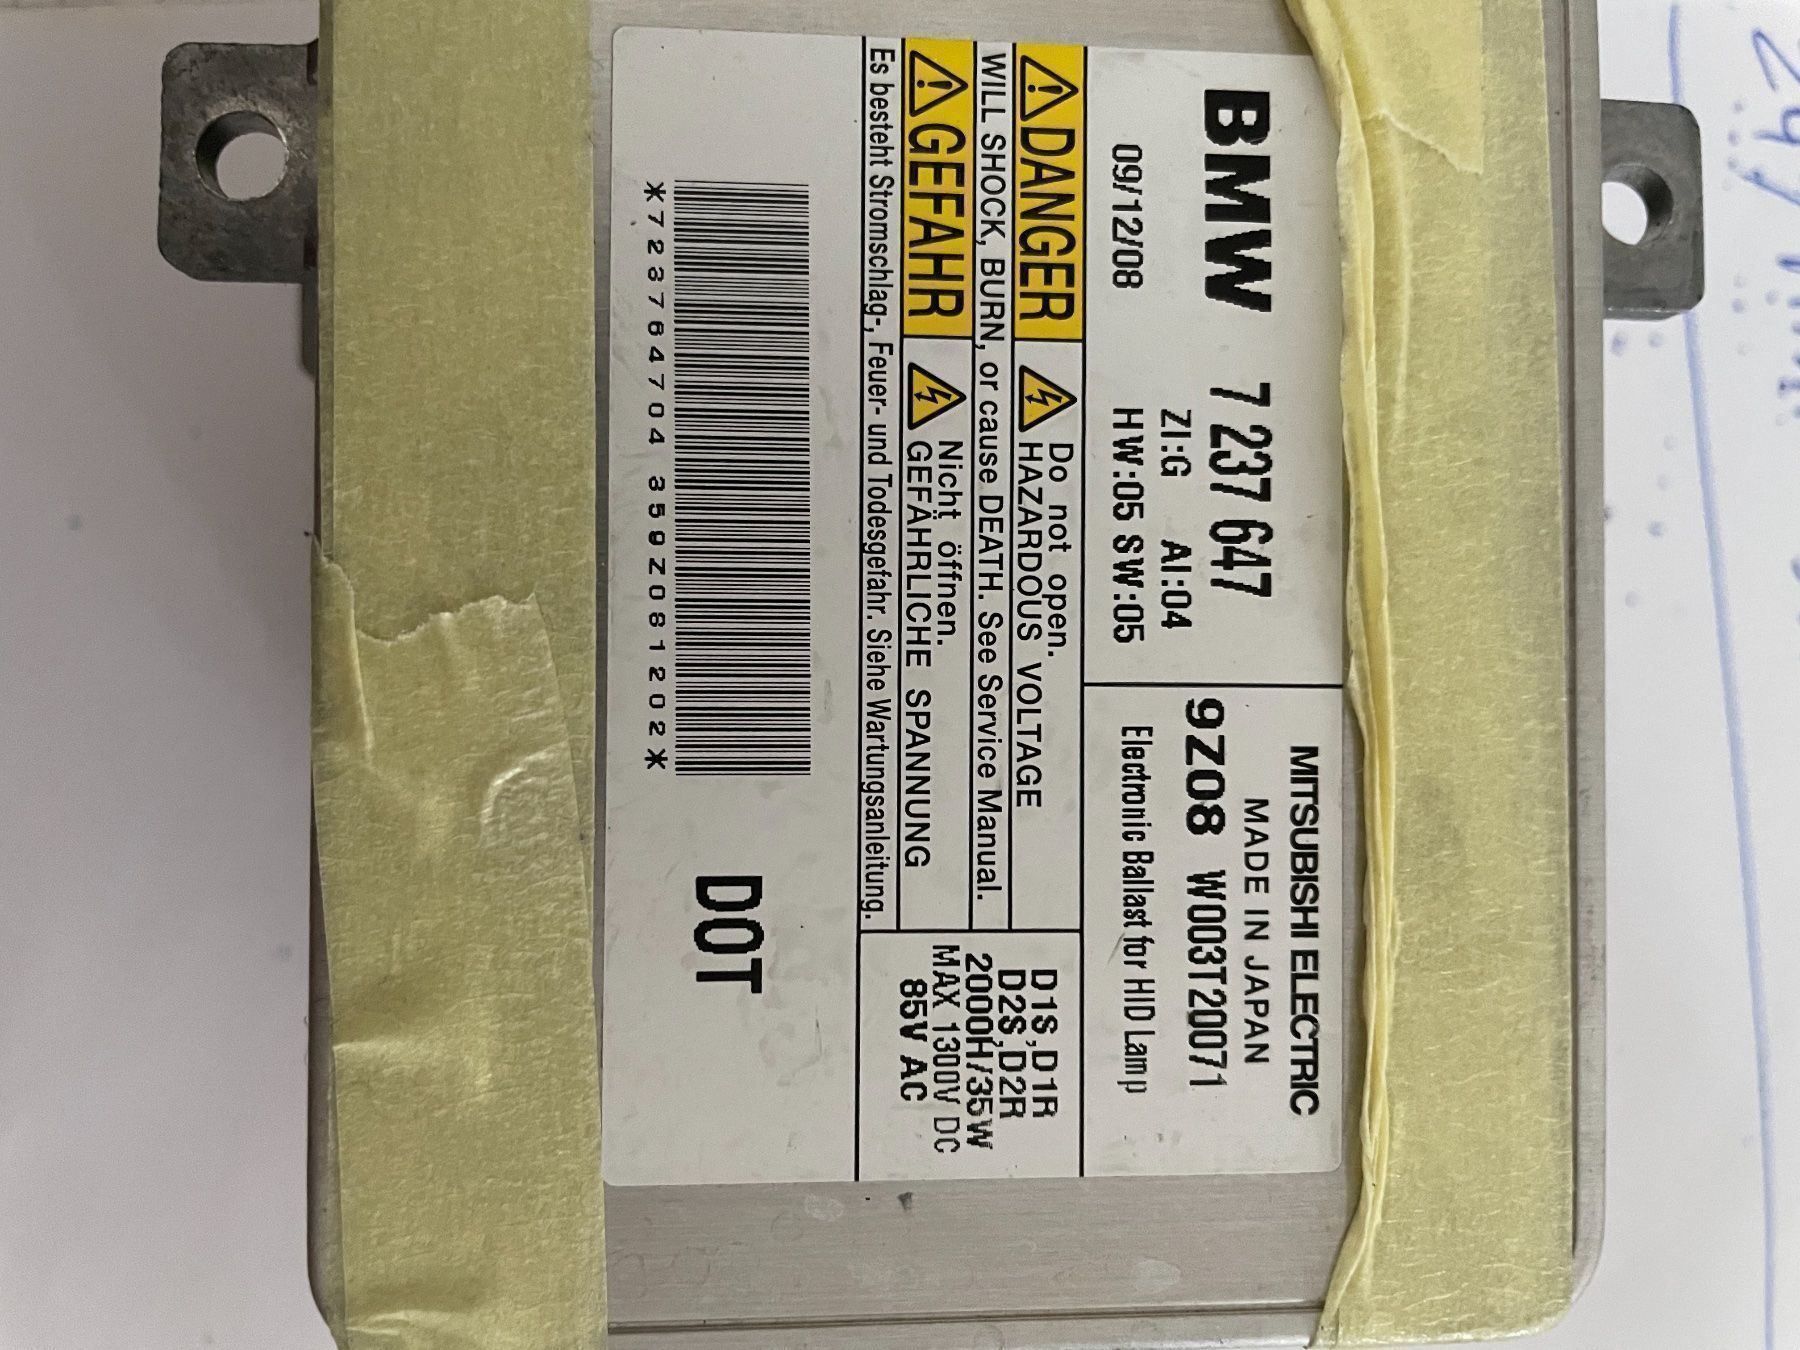 BMW 7 237 647
ZI:G AI:04
09/12/08 HW:05 SW:05
MITSUBISHI ELECTRIC
MADE IN JAPAN
9Z08 W003T20071
Electronic Ballast for HID Lamp
DANGER
Do not open.
HAZARDOUS VOLTAGE
WILL SHOCK, BURN, or cause DEATH. See Service Manual.
GEFAHR
Nicht öffnen.
GEFÄHRLICHE SPANNUNG
Es besteht Stromschlag-, Feuer- und Todesgefahr. Siehe Wartungsanleitung.
D1S,D1R
D2S,D2R
2000H/35W
MAX 1300V DC
85V AC
*723764704359Z081202*
DOT